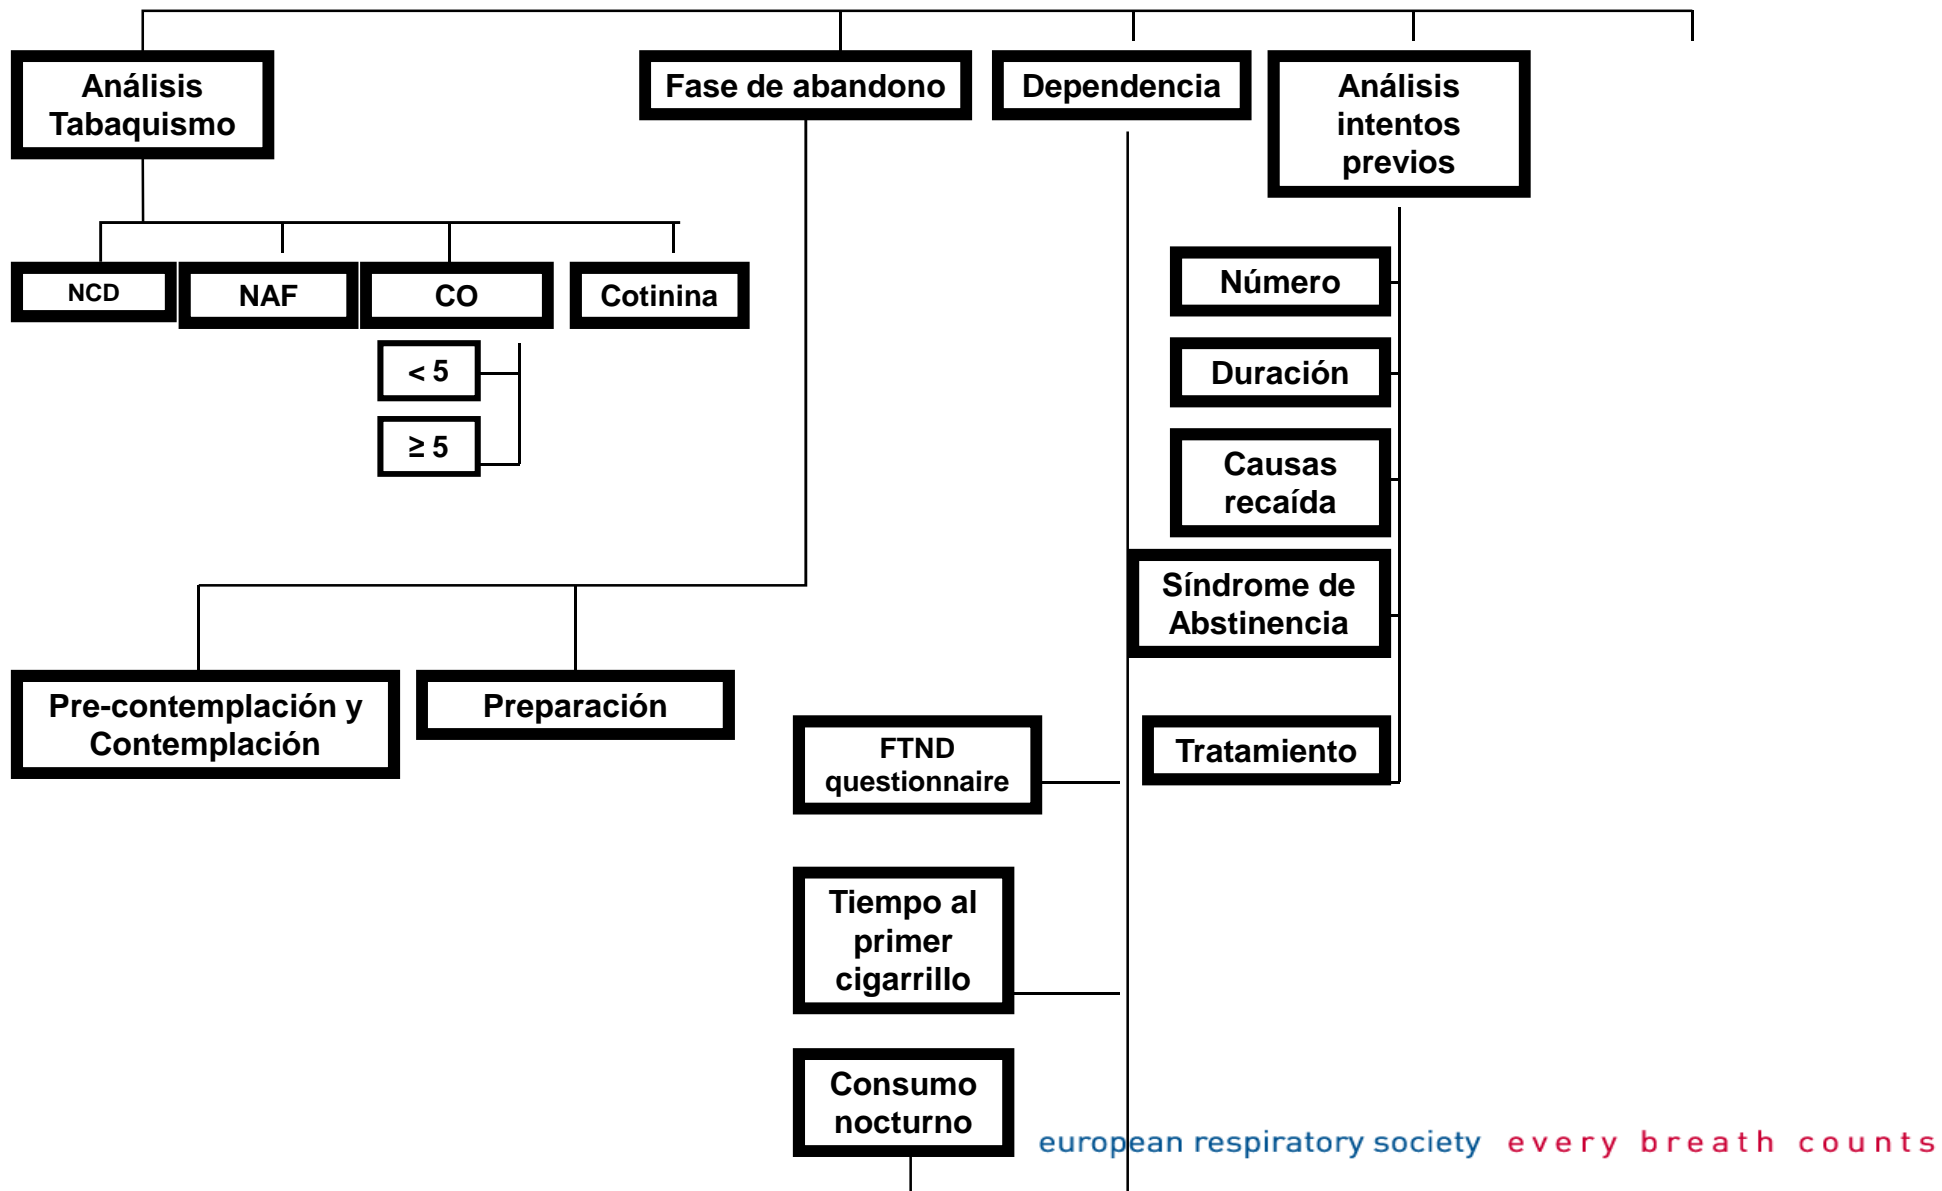 Análisis
Tabaquismo
Fase de abandono
Dependencia
Análisis
intentos
previos
NCD
NAF
CO
Cotinina
< 5
≥ 5
Número
Duración
Causas
recaída
Síndrome de
Abstinencia
Tratamiento
Pre-contemplación y
Contemplación
Preparación
FTND
questionnaire
Tiempo al
primer
cigarrillo
Consumo
nocturno
european respiratory society every breath counts